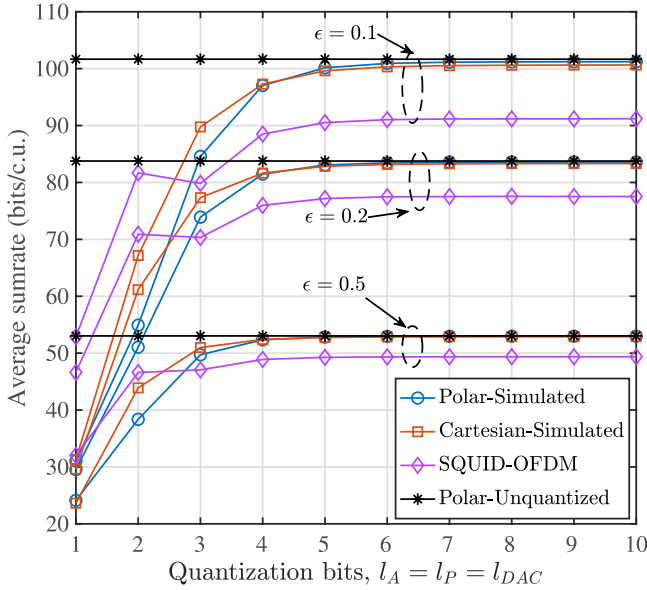 Average sumrate (bits/c.u.)
100
90
80
70
60
50
40
30
20
ϵ = 0.1
ϵ = 0.2
ϵ = 0.5
Polar-Simulated
Cartesian-Simulated
SQUID-OFDM
Polar-Unquantized
1 2 3 4 5 6 7 8 9 10
Quantization bits, l_A = l_P = l_{DAC}